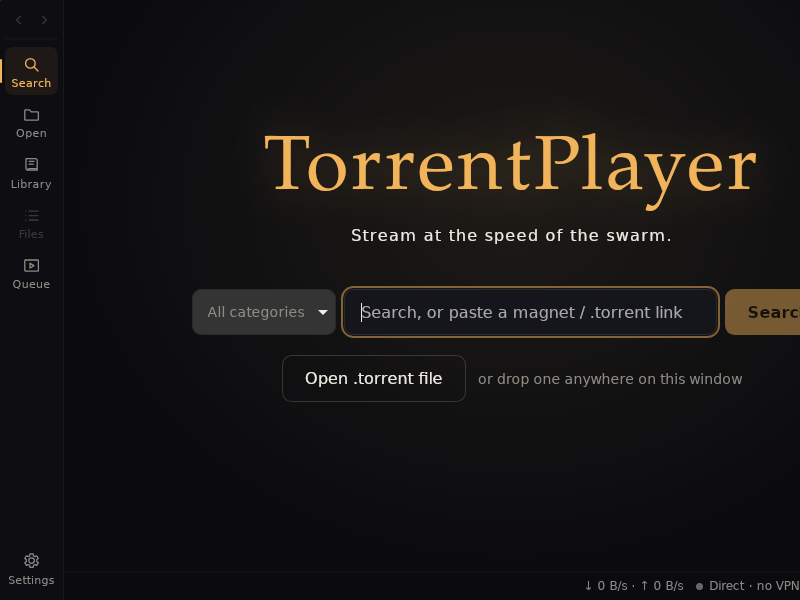 Search
Open
Library
Files
Queue
Settings
TorrentPlayer
Stream at the speed of the swarm.
All categories
Search, or paste a magnet / .torrent link
Open .torrent file
or drop one anywhere on this window
↓ 0 B/s · ↑ 0 B/s
Direct · no VPN